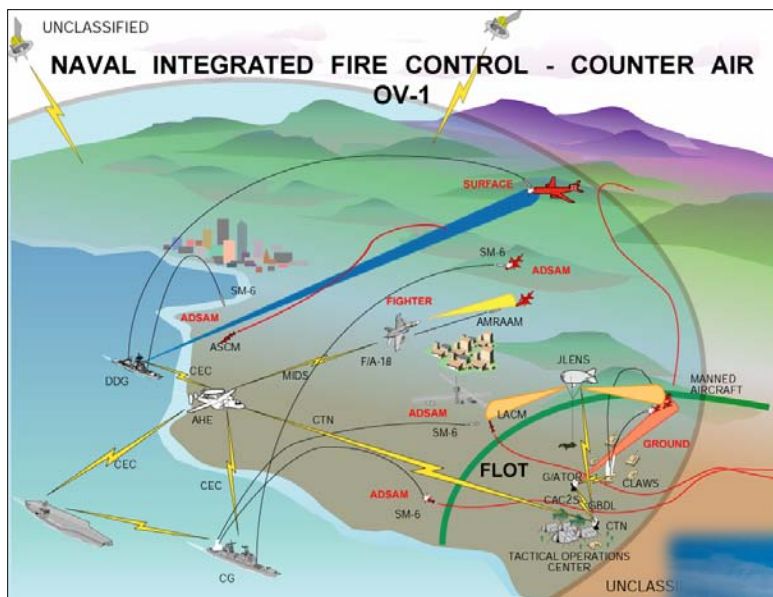 UNCLASSIFIED
NAVAL INTEGRATED FIRE CONTROL - COUNTER AIR
OV-1
SURFACE
SM-6
ADSAM
SM-6
FIGHTER
ADSAM
ASCM
AMRAAM
F/A-18
JLENS
MANNED
AIRCRAFT
DDG
CEC
MIDS
AHE
CTN
ADSAM
LACM
SM-6
GROUND
CEC
CEC
FLOT
G/ATOR
CLAWS
CAC2S
GBDL
ADSAM
SM-6
CTN
TACTICAL OPERATIONS
CENTER
CG